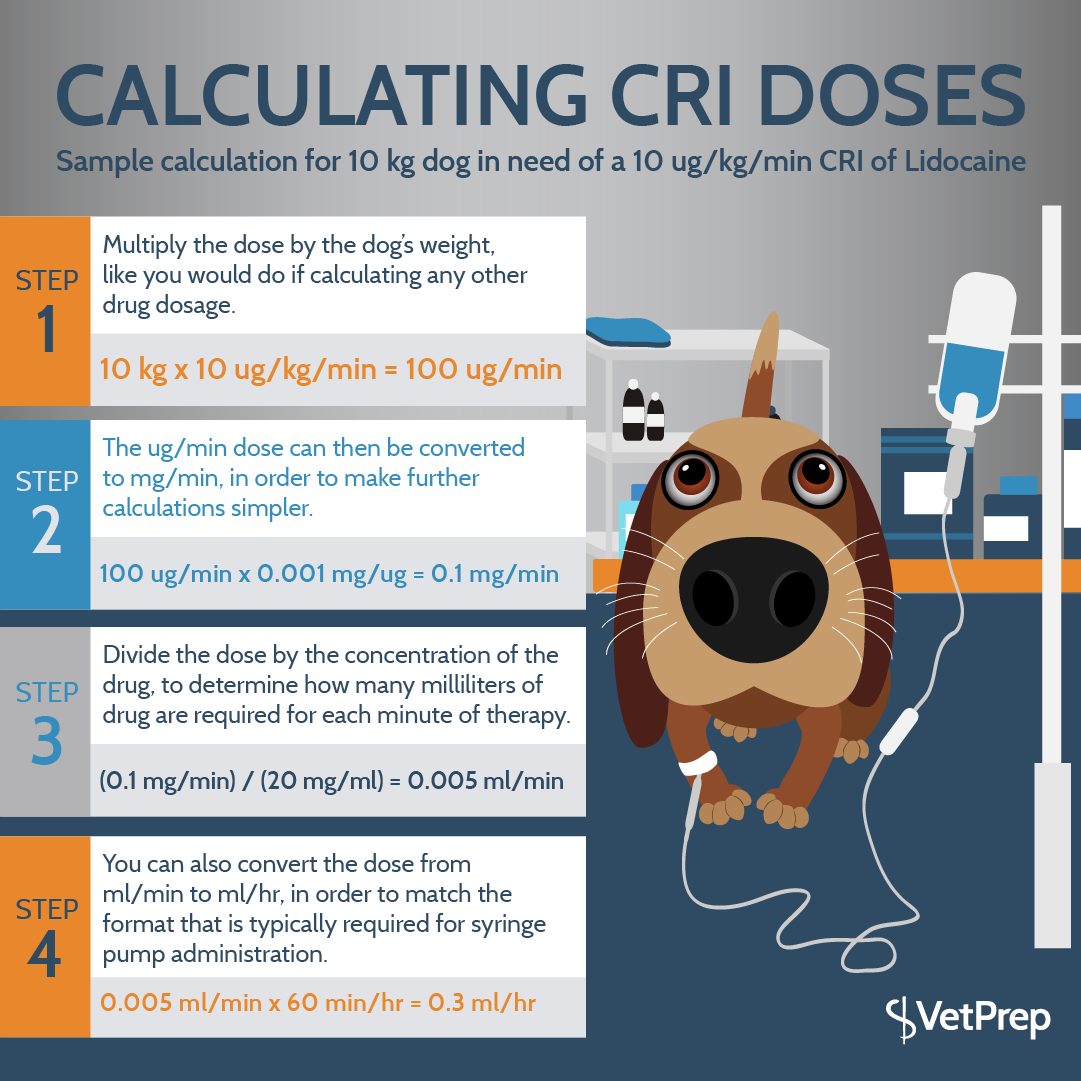 CALCULATING CRI DOSES
Sample calculation for 10 kg dog in need of a 10 ug/kg/min CRI of Lidocaine
STEP
1
Multiply the dose by the dog's weight,
like you would do if calculating any other
drug dosage.
10 kg x 10 ug/kg/min = 100 ug/min
STEP
2
The ug/min dose can then be converted
to mg/min, in order to make further
calculations simpler.
100 ug/min x 0.001 mg/ug = 0.1 mg/min
STEP
3
Divide the dose by the concentration of the
drug, to determine how many milliliters of
drug are required for each minute of therapy.
(0.1 mg/min) / (20 mg/ml) = 0.005 ml/min
STEP
4
You can also convert the dose from
ml/min to ml/hr, in order to match the
format that is typically required for syringe
pump administration.
0.005 ml/min x 60 min/hr = 0.3 ml/hr
VetPrep